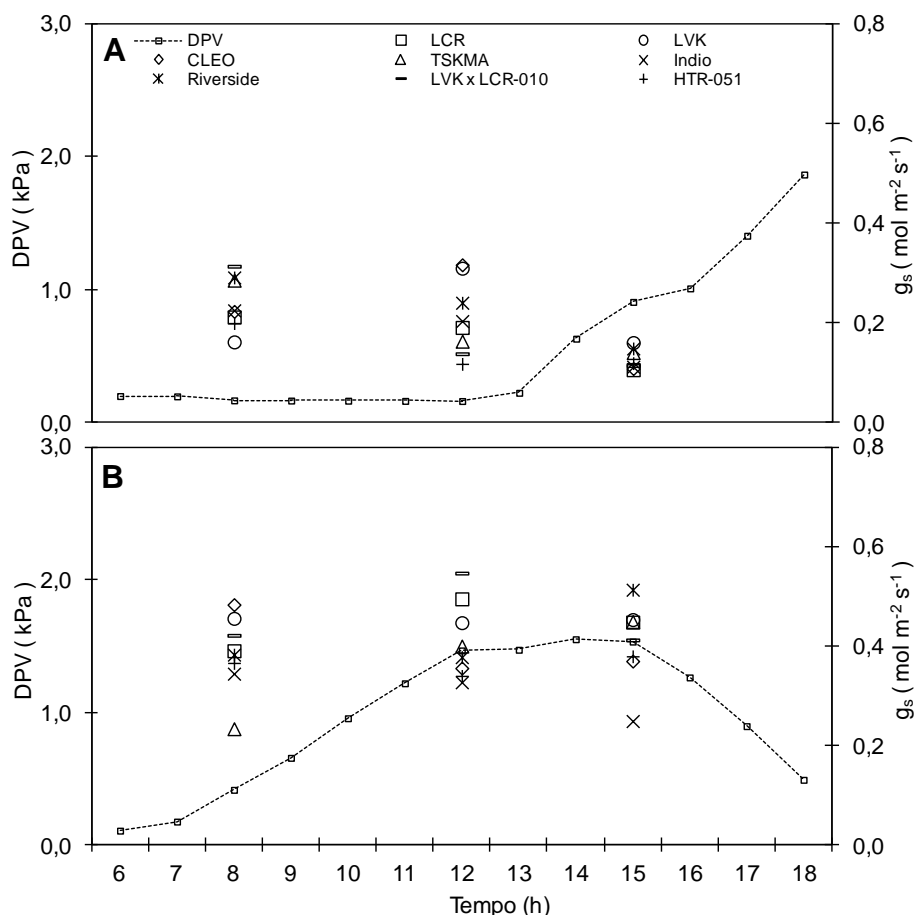 3,0
0,8
A
DPV
LCR
LVK
CLEO
TSKMA
Indio
Riverside
LVK x LCR-010
HTR-051
2,0
0,6
0,4
1,0
0,2
0,0
0,0
DPV ( kPa )
gs ( mol m-2 s-1 )
3,0
0,8
B
2,0
0,6
0,4
1,0
0,2
0,0
0,0
DPV ( kPa )
gs ( mol m-2 s-1 )
6 7 8 9 10 11 12 13 14 15 16 17 18
Tempo (h)